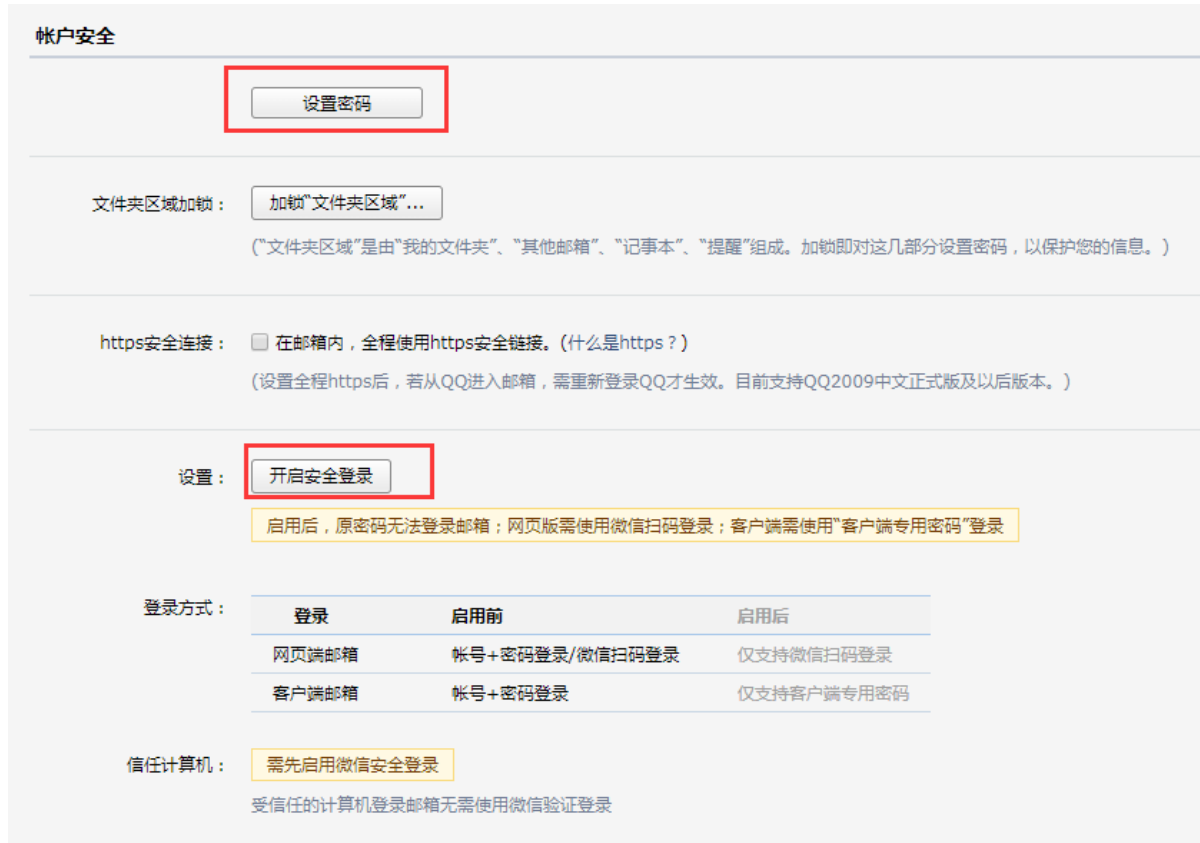 帐户安全
设置密码
文件夹区域加锁： 加锁“文件夹区域”...
(“文件夹区域”是由“我的文件夹”、“其他邮箱”、“记事本”、“提醒”组成。加锁即对这几部分设置密码，以保护您的信息。)
https安全连接： 在邮箱内，全程使用https安全链接。(什么是https？)
(设置全程https后，若从QQ进入邮箱，需重新登录QQ才生效。目前支持QQ2009中文正式版及以后版本。)
设置： 开启安全登录
启用后，原密码无法登录邮箱；网页版需使用微信扫码登录；客户端需使用“客户端专用密码”登录
登录方式： 登录 启用前 启用后
网页端邮箱 帐号+密码登录/微信扫码登录 仅支持微信扫码登录
客户端邮箱 帐号+密码登录 仅支持客户端专用密码
信任计算机： 需先启用微信安全登录
受信任的计算机登录邮箱无需使用微信验证登录